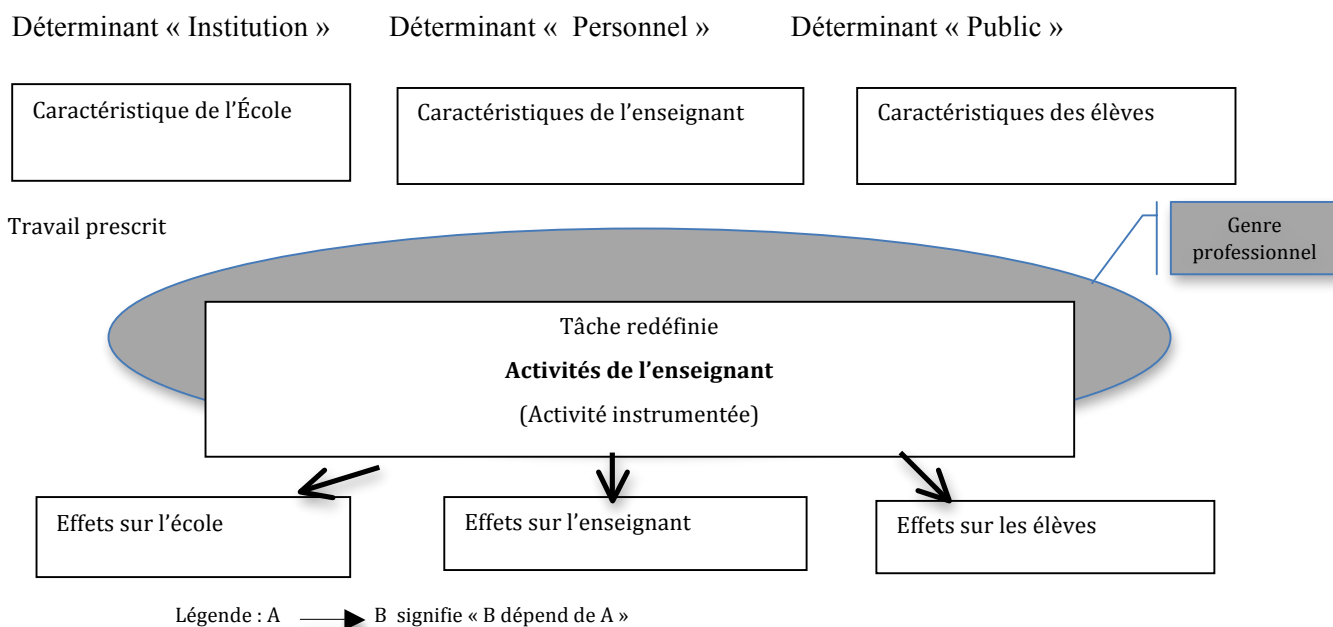 Déterminant « Institution » Déterminant « Personnel » Déterminant « Public »
Caractéristique de l'École
Caractéristiques de l'enseignant
Caractéristiques des élèves
Travail prescrit
Genre
professionnel
Tâche redéfinie
Activités de l'enseignant
(Activité instrumentée)
Effets sur l'école
Effets sur l'enseignant
Effets sur les élèves
Légende : A B signifie « B dépend de A »